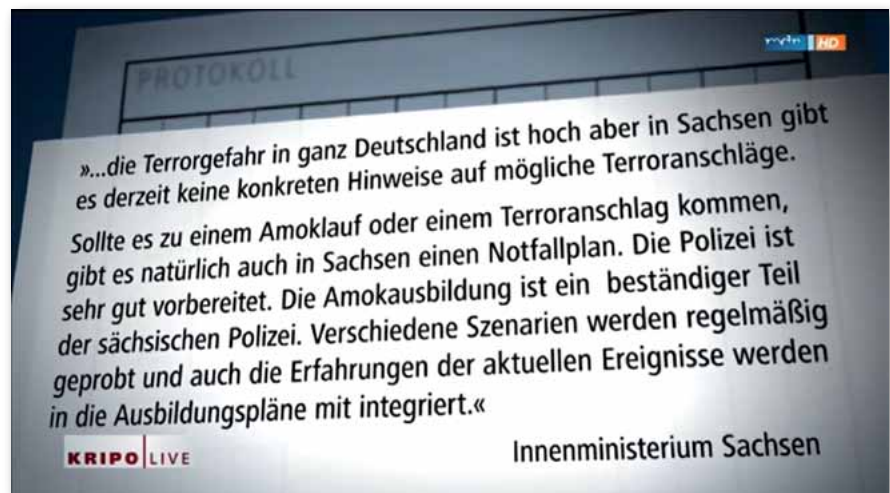 mdr HD
PROTOKOLL
»...die Terrorgefahr in ganz Deutschland ist hoch aber in Sachsen gibt
es derzeit keine konkreten Hinweise auf mögliche Terroranschläge.
Sollte es zu einem Amoklauf oder einem Terroranschlag kommen,
gibt es natürlich auch in Sachsen einen Notfallplan. Die Polizei ist
sehr gut vorbereitet. Die Amokausbildung ist ein beständiger Teil
der sächsischen Polizei. Verschiedene Szenarien werden regelmäßig
geprobt und auch die Erfahrungen der aktuellen Ereignisse werden
in die Ausbildungspläne mit integriert.«
Innenministerium Sachsen
KRIPO LIVE